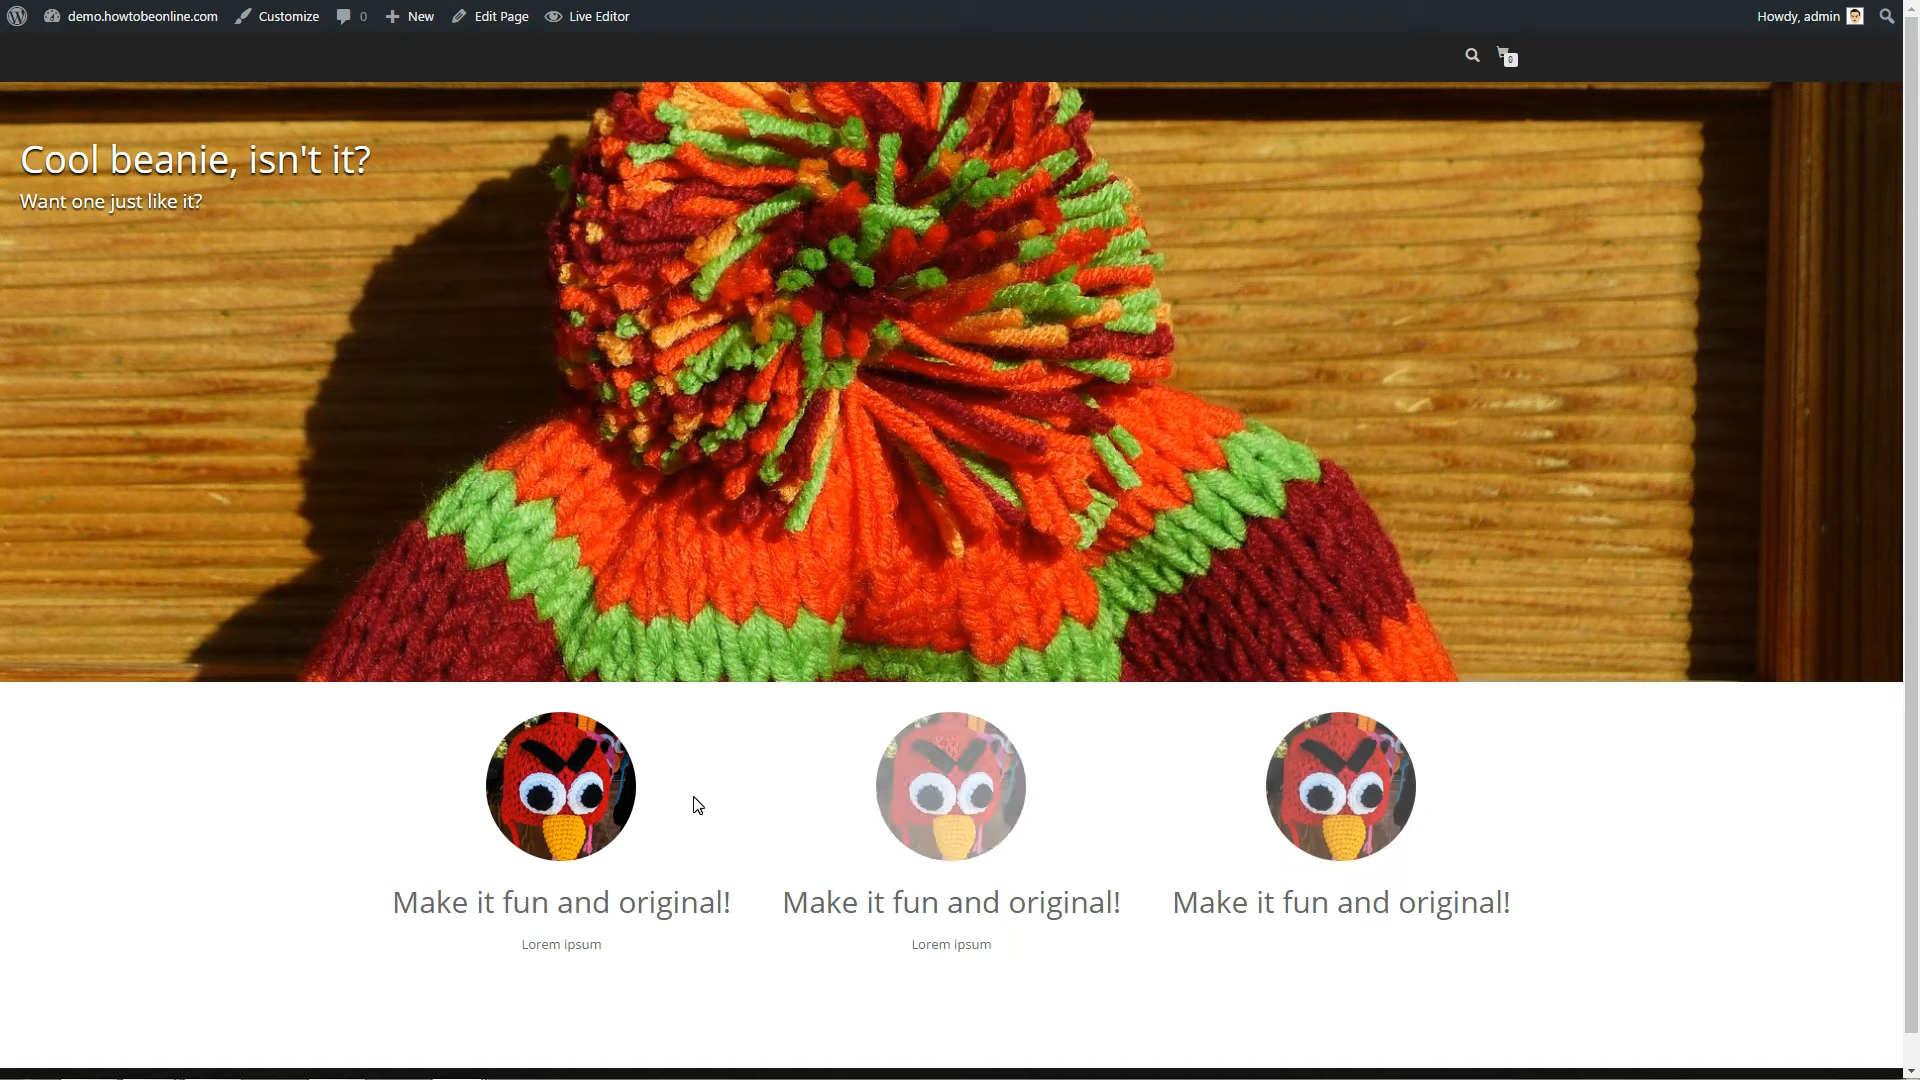 demo.howtobeonline.com Customize 0 New Edit Page Live Editor Howdy, admin
0
Cool beanie, isn't it?
Want one just like it?
Make it fun and original! Make it fun and original! Make it fun and original!
Lorem ipsum Lorem ipsum